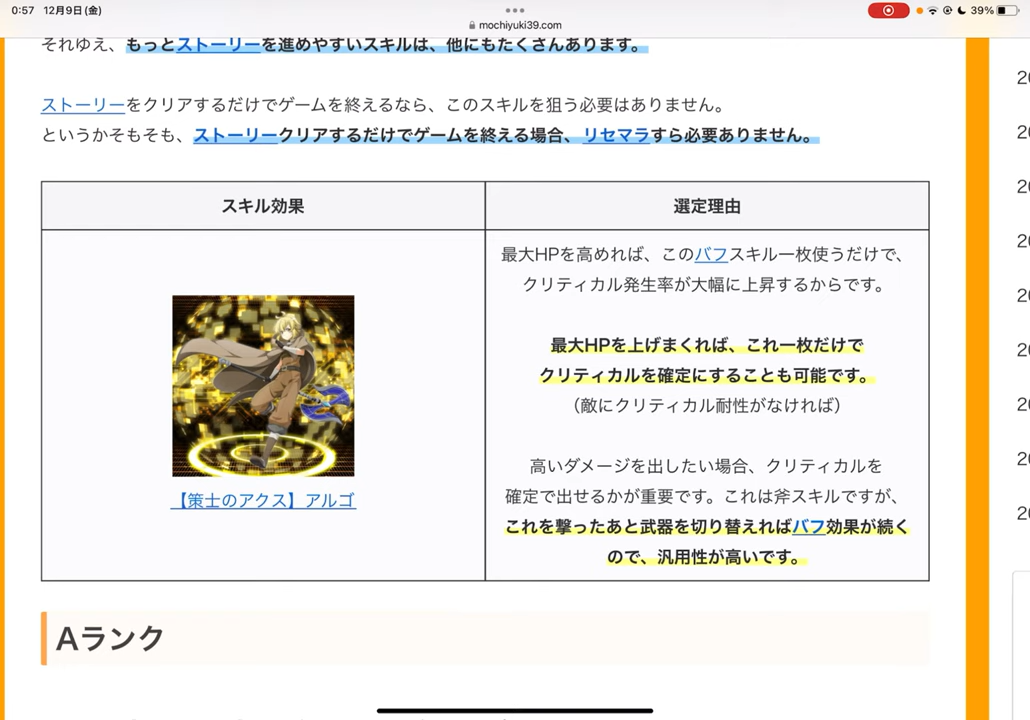 0:57 12月9日(金)
39%
mochiyuki39.com
それゆえ、もっとストーリーを進めやすいスキルは、他にもたくさんあります。
ストーリーをクリアするだけでゲームを終えるなら、このスキルを狙う必要はありません。
というかそもそも、ストーリークリアするだけでゲームを終える場合、リセマラすら必要ありません。
スキル効果
選定理由
【策士のアクス】アルゴ
最大HPを高めれば、このバフスキル一枚使うだけで、
クリティカル発生率が大幅に上昇するからです。
最大HPを上げまくれば、これ一枚だけで
クリティカルを確定にすることも可能です。
（敵にクリティカル耐性がなければ）
高いダメージを出したい場合、クリティカルを
確定で出せるかが重要です。これは斧スキルですが、
これを撃ったあと武器を切り替えればバフ効果が続く
ので、汎用性が高いです。
Aランク